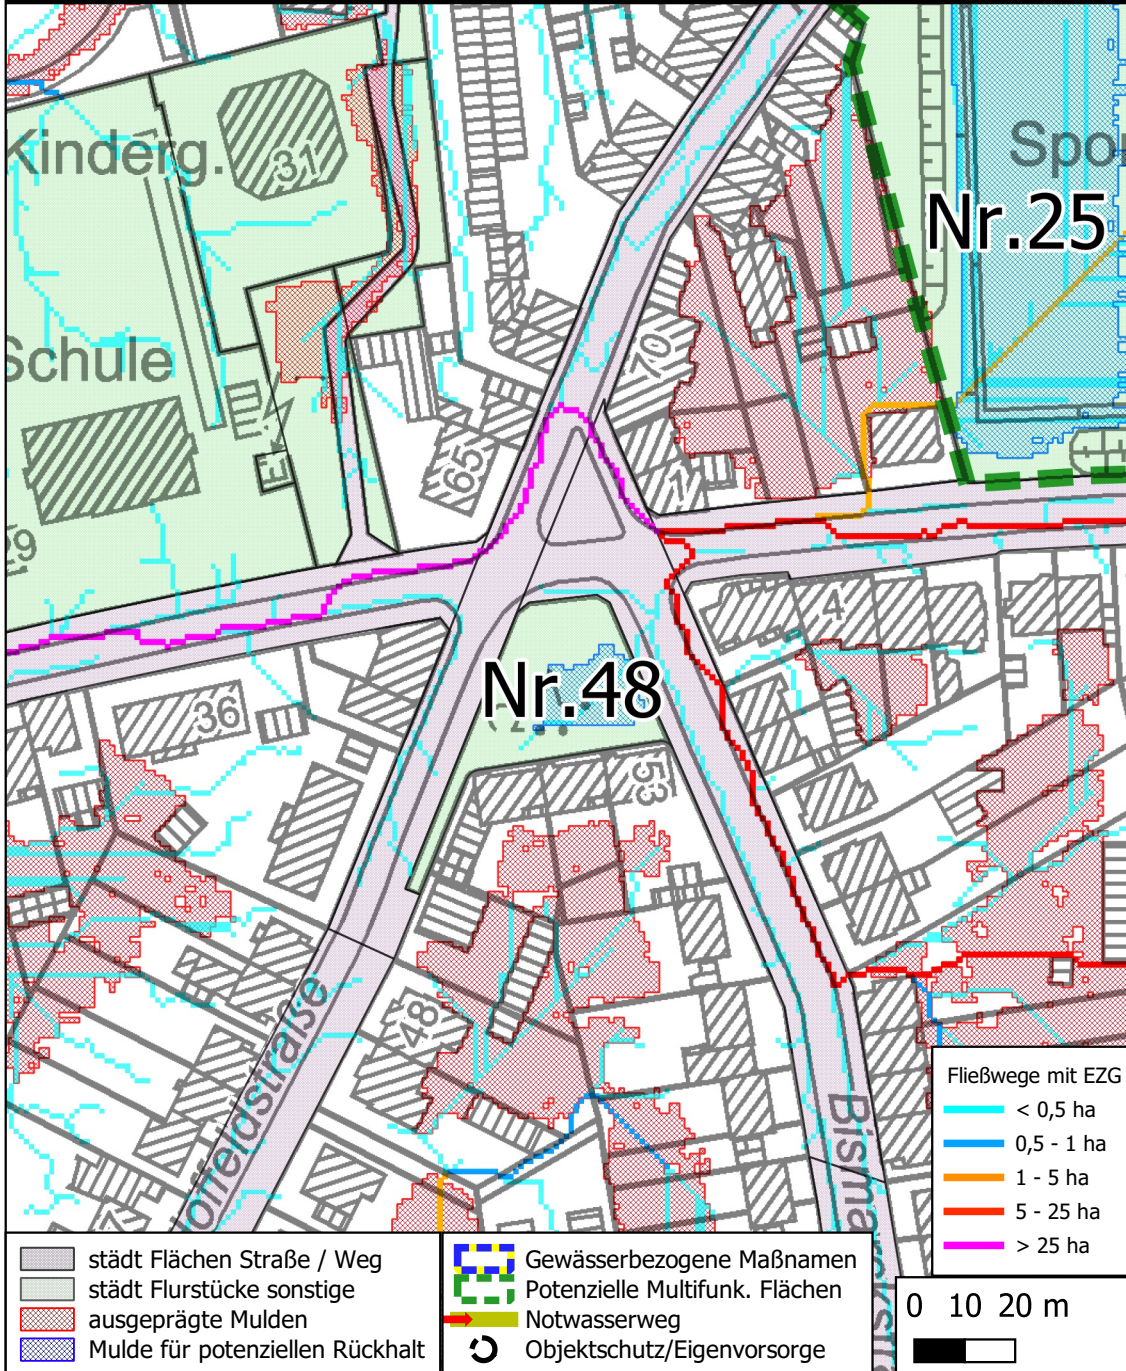 Kinderg.
31
Spo
Nr.25
Schule
70
65
1
29
4
Nr.48
36
53
48
offeldstraße
Bismarckstr
Fließwege mit EZG
< 0,5 ha
0,5 - 1 ha
1 - 5 ha
5 - 25 ha
> 25 ha
städt Flächen Straße / Weg
städt Flurstücke sonstige
ausgeprägte Mulden
Mulde für potenziellen Rückhalt
Gewässerbezogene Maßnamen
Potenzielle Multifunk. Flächen
Notwasserweg
Objektschutz/Eigenvorsorge
0 10 20 m